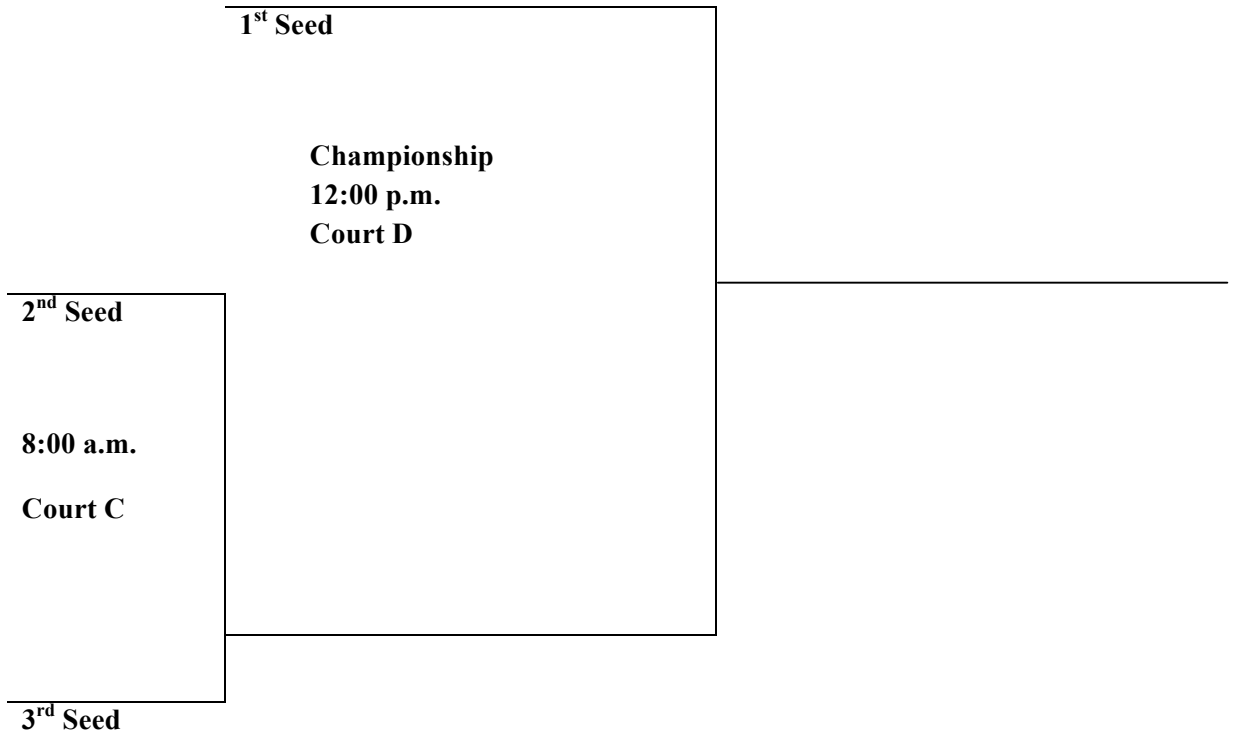 1st Seed
Championship
12:00 p.m.
Court D
2nd Seed
8:00 a.m.
Court C
3rd Seed